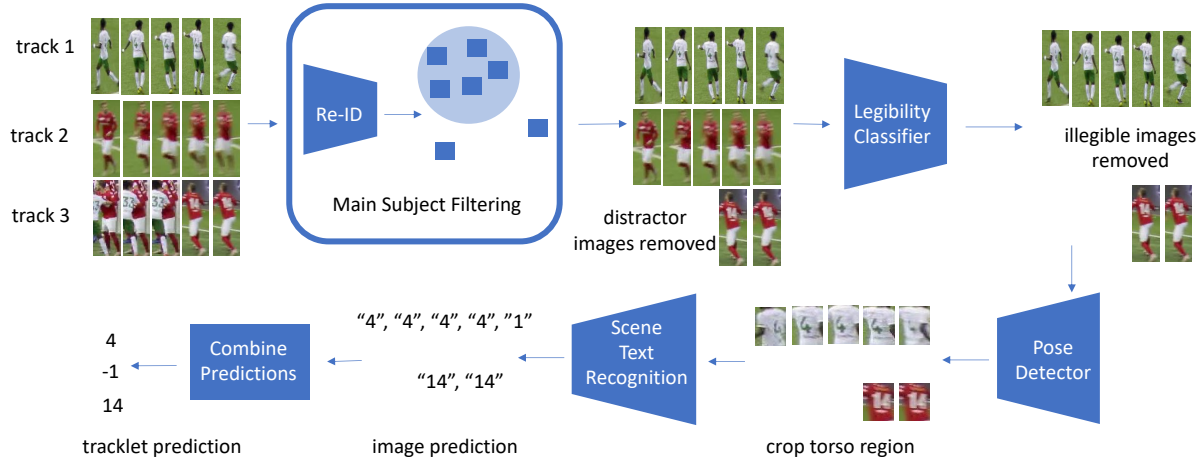 track 1
track 2
track 3
Re-ID
Main Subject Filtering
distractor
images removed
Legibility
Classifier
illegible images
removed
Pose
Detector
crop torso region
Scene
Text
Recognition
“4”, “4”, “4”, “4”, ”1”
“14”, “14”
image prediction
Combine
Predictions
4
-1
14
tracklet prediction